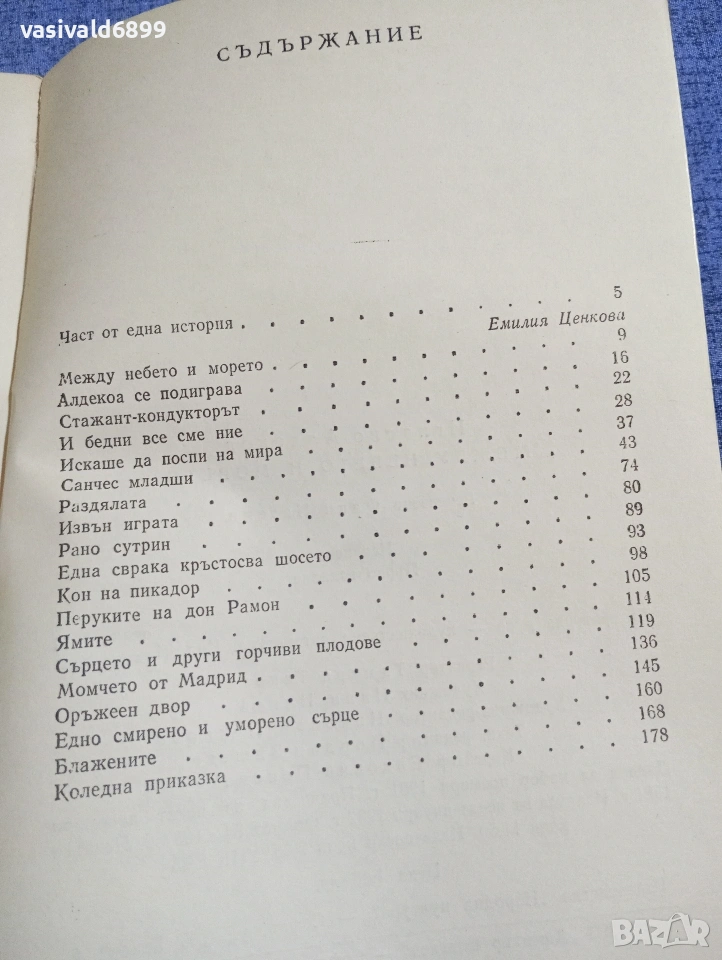 vasivald6899
СЪДЪРЖАНИЕ
Част от една история . . . . . . . . . . . 5
Емилия Ценкова
Между небето и морето . . . . . . . . . . 9
Алдекоа се подиграва . . . . . . . . . . 16
Стажант-кондукторът . . . . . . . . . . 22
И бедни все сме ние . . . . . . . . . . 28
Искаше да поспи на мира . . . . . . . . . 37
Санчес младши . . . . . . . . . . . 43
Раздялата . . . . . . . . . . . . 74
Извън играта . . . . . . . . . . . 80
Рано сутрин . . . . . . . . . . . 89
Една сврака кръстосва шосето . . . . . . . . 93
Кон на пикадор . . . . . . . . . . . 98
Перуките на дон Рамон . . . . . . . . . 105
Ямите . . . . . . . . . . . . . 114
Сърцето и други горчиви плодове . . . . . . . 119
Момчето от Мадрид . . . . . . . . . . 136
Оръжеен двор . . . . . . . . . . . 145
Едно смирено и уморено сърце . . . . . . . . 160
Блажените . . . . . . . . . . . . 168
Коледна приказка . . . . . . . . . . 178
BAZAR